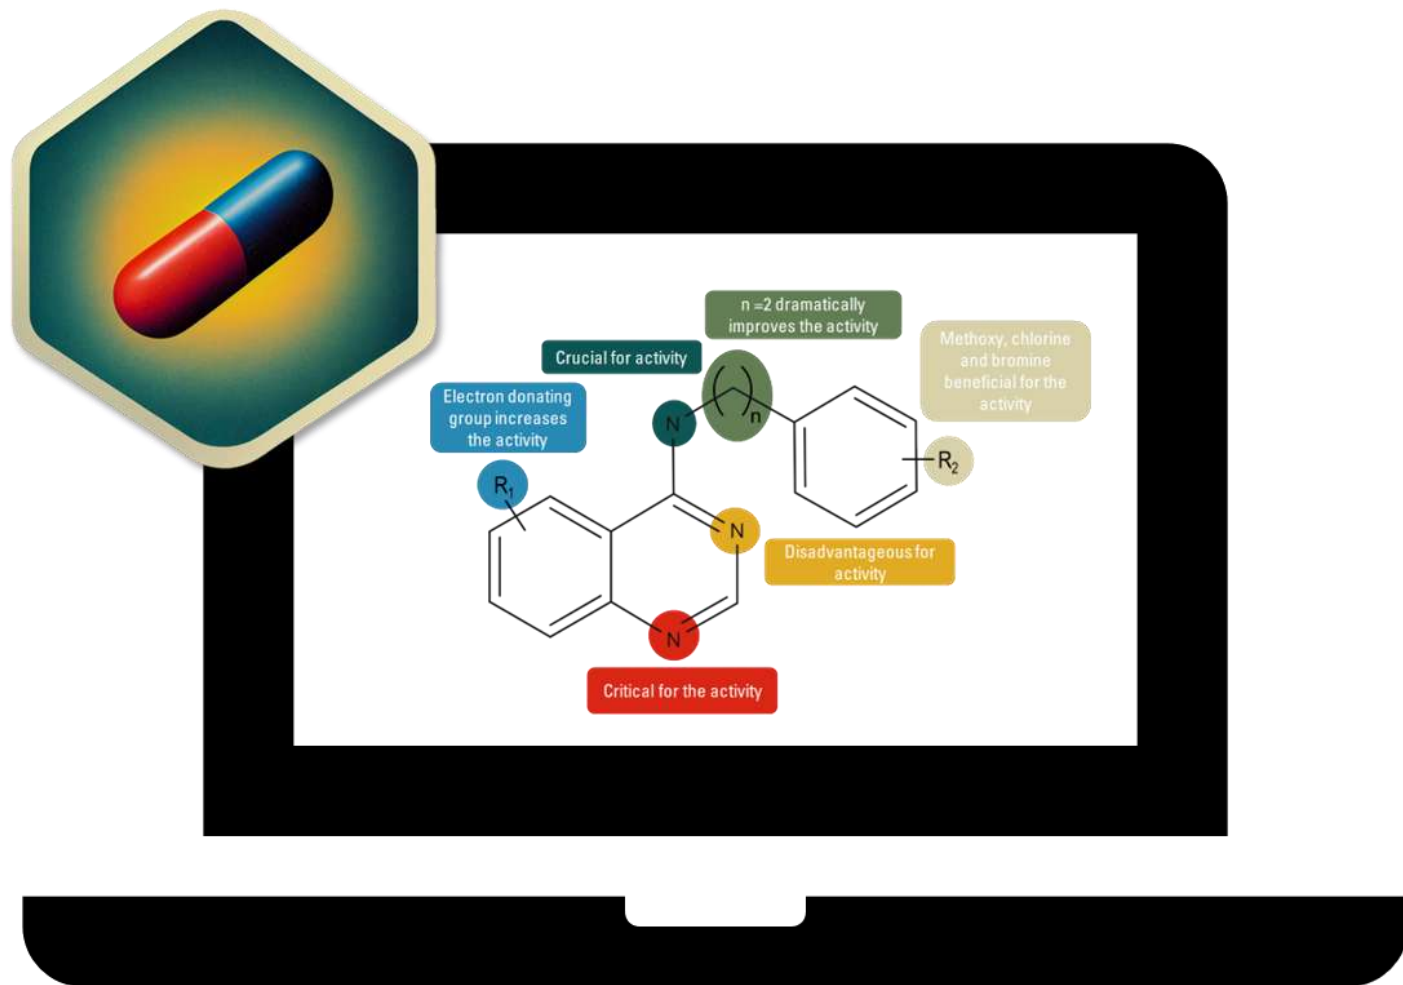 n =2 dramatically
improves the activity
Crucial for activity
Methoxy, chlorine
and bromine
beneficial for the
activity
Electron donating
group increases
the activity
N
( )n
R₁
R₂
N
Disadvantageous for
activity
N
Critical for the activity